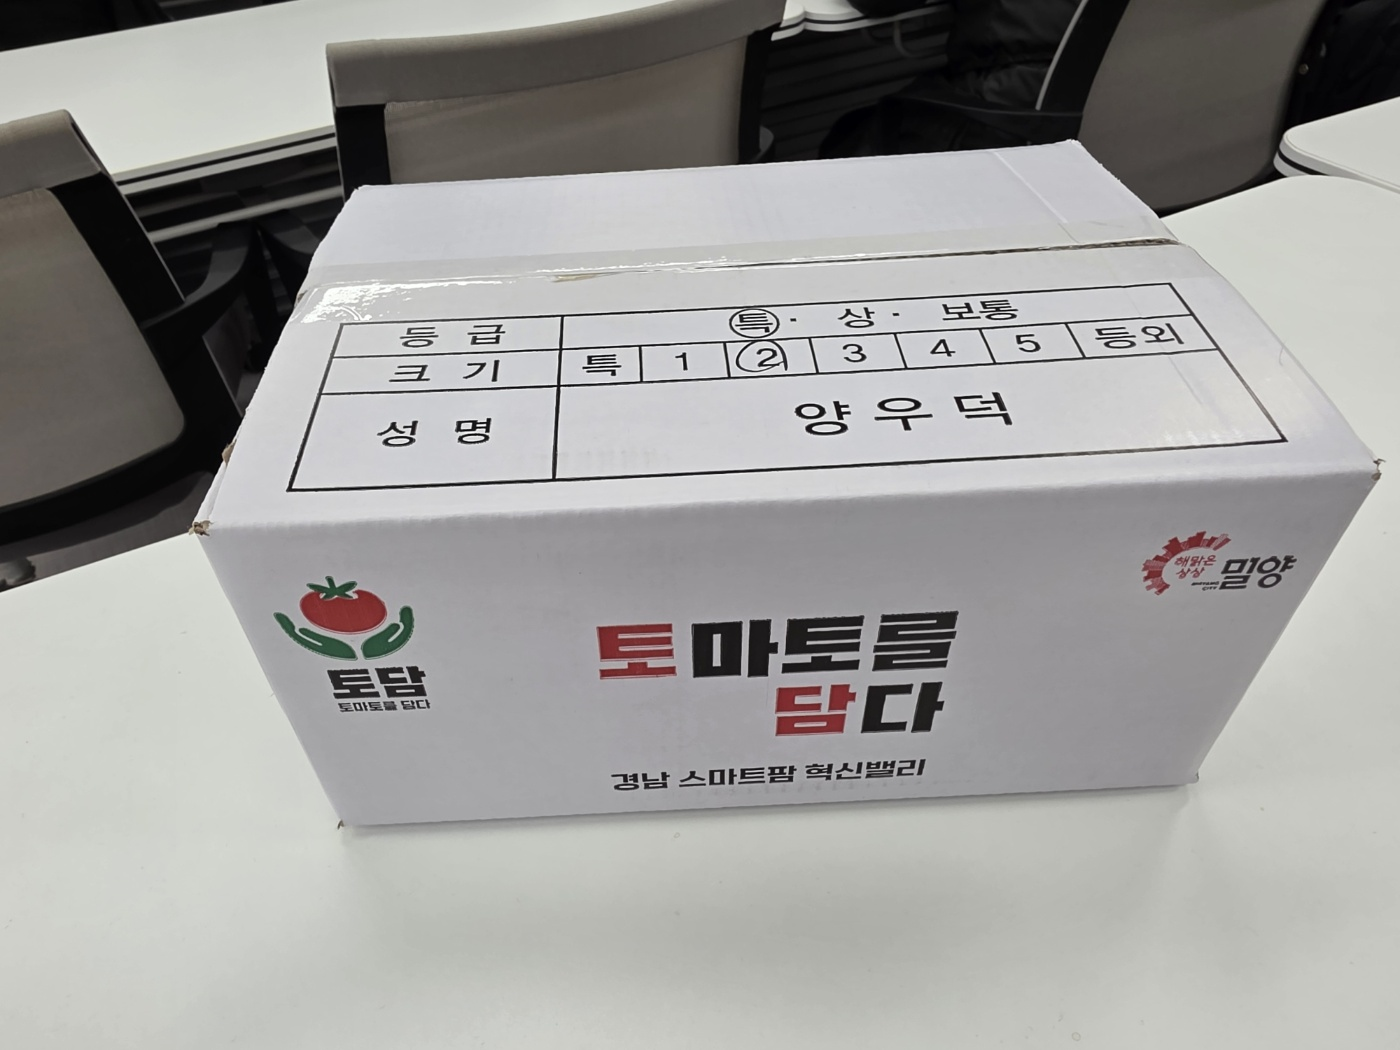 등 급 특 · 상 · 보통
크 기 특 1 2 3 4 5 등외
성 명 양우덕
토담
토마토를 담다
토마토를
담다
경남 스마트팜 혁신밸리
해맑은
상상
밀양
MIRYANG
CITY